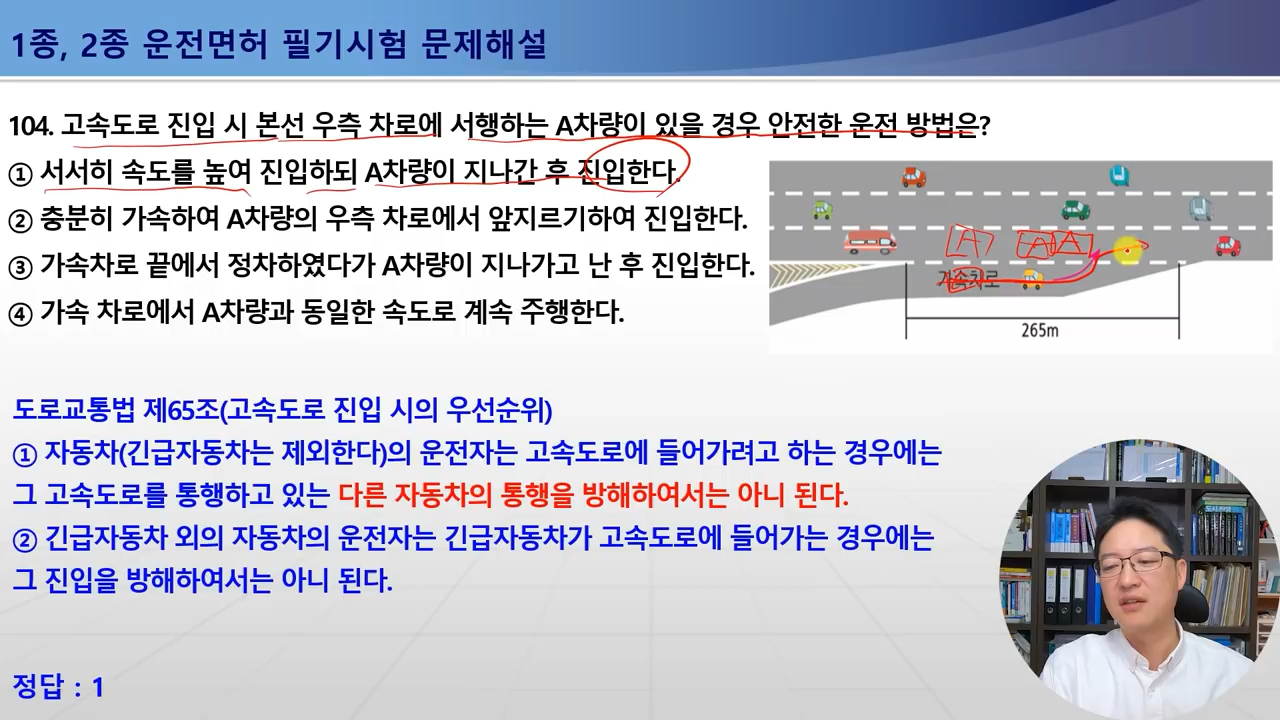 1종, 2종 운전면허 필기시험 문제해설
104. 고속도로 진입 시 본선 우측 차로에 서행하는 A차량이 있을 경우 안전한 운전 방법은?
① 서서히 속도를 높여 진입하되 A차량이 지나간 후 진입한다.
② 충분히 가속하여 A차량의 우측 차로에서 앞지르기하여 진입한다.
③ 가속차로 끝에서 정차하였다가 A차량이 지나가고 난 후 진입한다.
④ 가속 차로에서 A차량과 동일한 속도로 계속 주행한다.
A A A
가속차로
265m
도로교통법 제65조(고속도로 진입 시의 우선순위)
① 자동차(긴급자동차는 제외한다)의 운전자는 고속도로에 들어가려고 하는 경우에는
그 고속도로를 통행하고 있는 다른 자동차의 통행을 방해하여서는 아니 된다.
② 긴급자동차 외의 자동차의 운전자는 긴급자동차가 고속도로에 들어가는 경우에는
그 진입을 방해하여서는 아니 된다.
정답 : 1